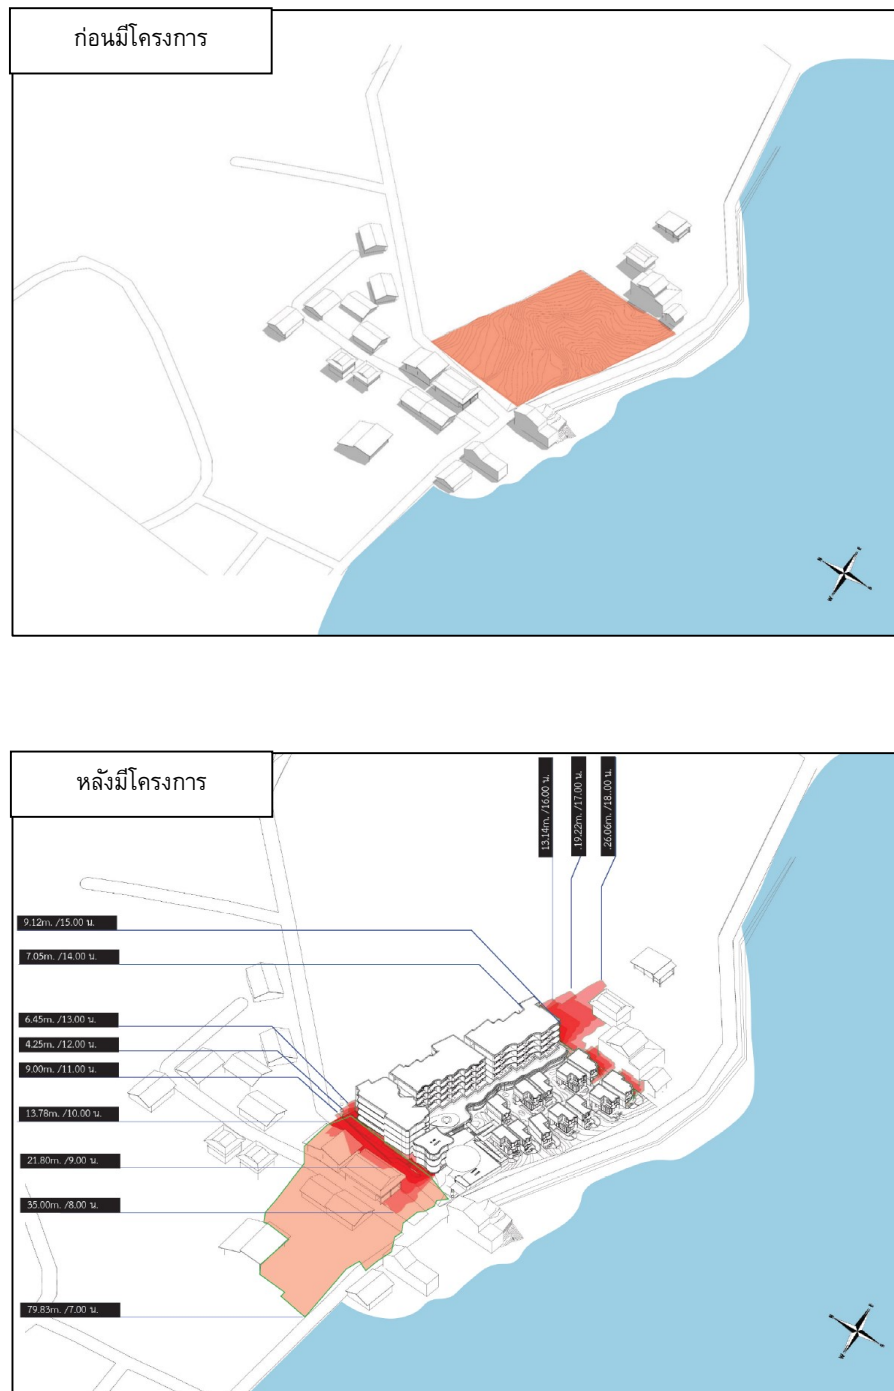 ก่อนมีโครงการ
หลังมีโครงการ
13.14m. /16.00 น.
.19.22m. /17.00 น.
.26.06m. /18..00 น.
9.12m. /15.00 น.
7.05m. /14.00 น.
6.45m. /13.00 น.
4.25m. /12.00 น.
9.00m. /11.00 น.
13.78m. /10.00 น.
21.80m. /9.00 น.
35.00m. /8.00 น.
79.83m. /7.00 น.